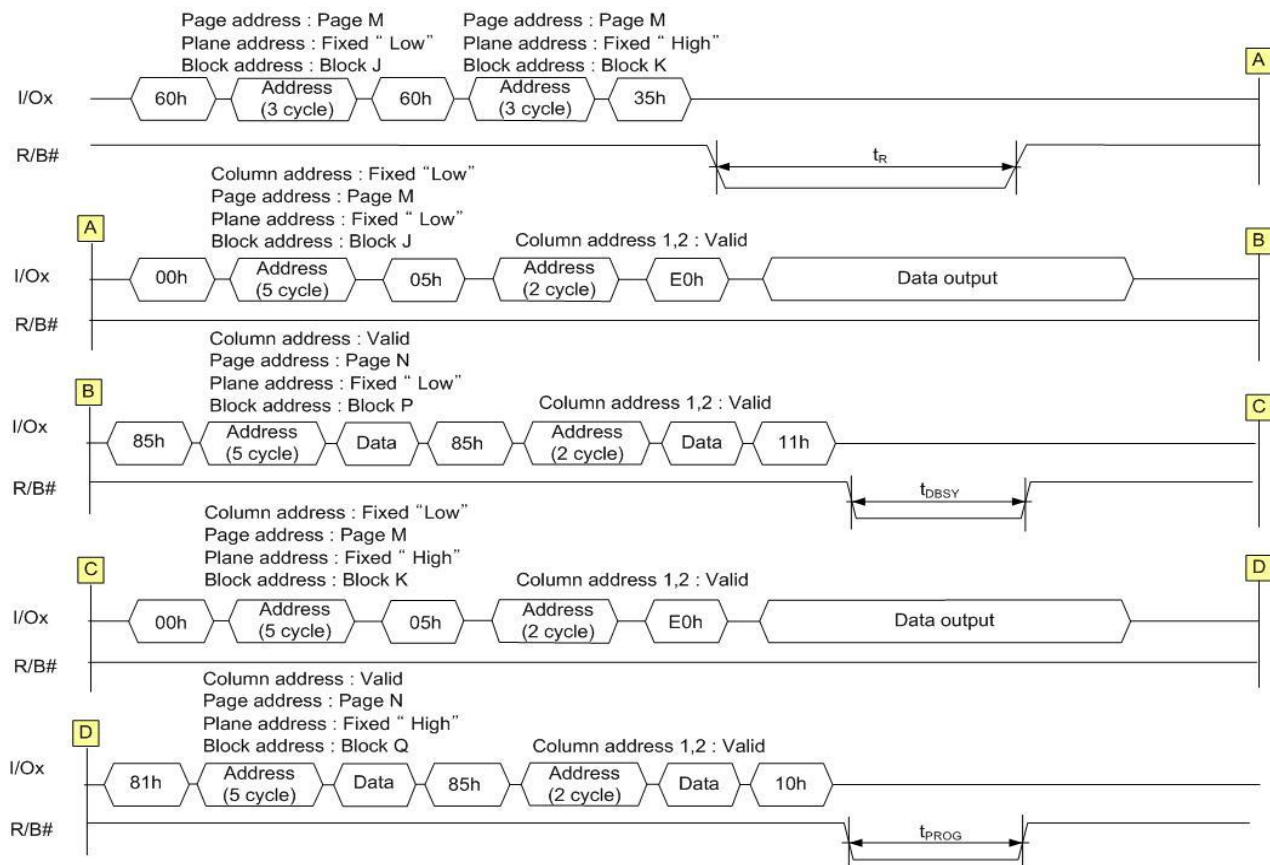 Page address : Page M
Plane address : Fixed “ Low”
Block address : Block J
Page address : Page M
Plane address : Fixed “ High”
Block address : Block K
A
I/Ox
60h
Address
(3 cycle)
60h
Address
(3 cycle)
35h
R/B#
tR
Column address : Fixed “Low”
Page address : Page M
Plane address : Fixed “ Low”
Block address : Block J
Column address 1,2 : Valid
A
B
I/Ox
00h
Address
(5 cycle)
05h
Address
(2 cycle)
E0h
Data output
R/B#
Column address : Valid
Page address : Page N
Plane address : Fixed “ Low”
Block address : Block P
Column address 1,2 : Valid
B
C
I/Ox
85h
Address
(5 cycle)
Data
85h
Address
(2 cycle)
Data
11h
R/B#
tDBSY
Column address : Fixed “Low”
Page address : Page M
Plane address : Fixed “ High”
Block address : Block K
Column address 1,2 : Valid
C
D
I/Ox
00h
Address
(5 cycle)
05h
Address
(2 cycle)
E0h
Data output
R/B#
Column address : Valid
Page address : Page N
Plane address : Fixed “ High”
Block address : Block Q
Column address 1,2 : Valid
D
I/Ox
81h
Address
(5 cycle)
Data
85h
Address
(2 cycle)
Data
10h
R/B#
tPROG